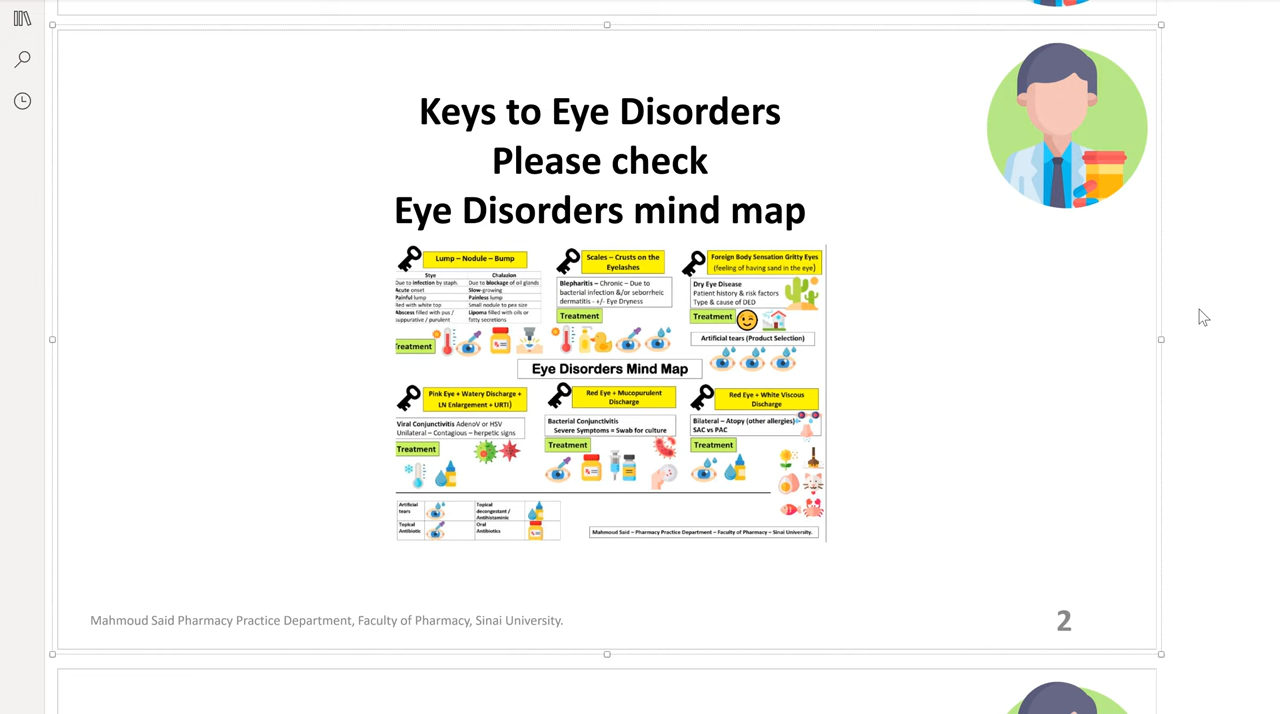 Keys to Eye Disorders
Please check
Eye Disorders mind map
Lump – Nodule – Bump
Stye Chalazion
Due to infection by staph. Due to blockage of oil glands
Acute onset Slow-growing
Painful lump Painless lump
filled with white top Small nodule to pea size
Abscess filled with pus / Lipoma filled with oils or
suppurative / purulent fatty secretions
Treatment
Scales – Crusts on the
Eyelashes
Blepharitis – Chronic – Due to
bacterial infection &/or seborrheic
dermatitis - +/- Eye Dryness
Treatment
Foreign Body Sensation Gritty Eyes
(feeling of having sand in the eye)
Dry Eye Disease
Patient history & risk factors
Type & cause of DED
Treatment
Artificial tears (Product Selection)
Eye Disorders Mind Map
Pink Eye + Watery Discharge +
LN Enlargement + URTI)
Viral Conjunctivitis AdenoV or HSV
Unilateral – Contagious – herpetic signs
Treatment
Red Eye + Mucopurulent
Discharge
Bacterial Conjunctivitis
Severe Symptoms = Swab for culture
Treatment
Red Eye + White Viscous
Discharge
Bilateral – Atopy (other allergies)
SAC vs PAC
Treatment
Artificial
tears
Topical
decongestant /
Antihistaminic
Topical
Antibiotic
Oral
Antibiotics
Mahmoud Said – Pharmacy Practice Department – Faculty of Pharmacy – Sinai University.
Mahmoud Said Pharmacy Practice Department, Faculty of Pharmacy, Sinai University.
2